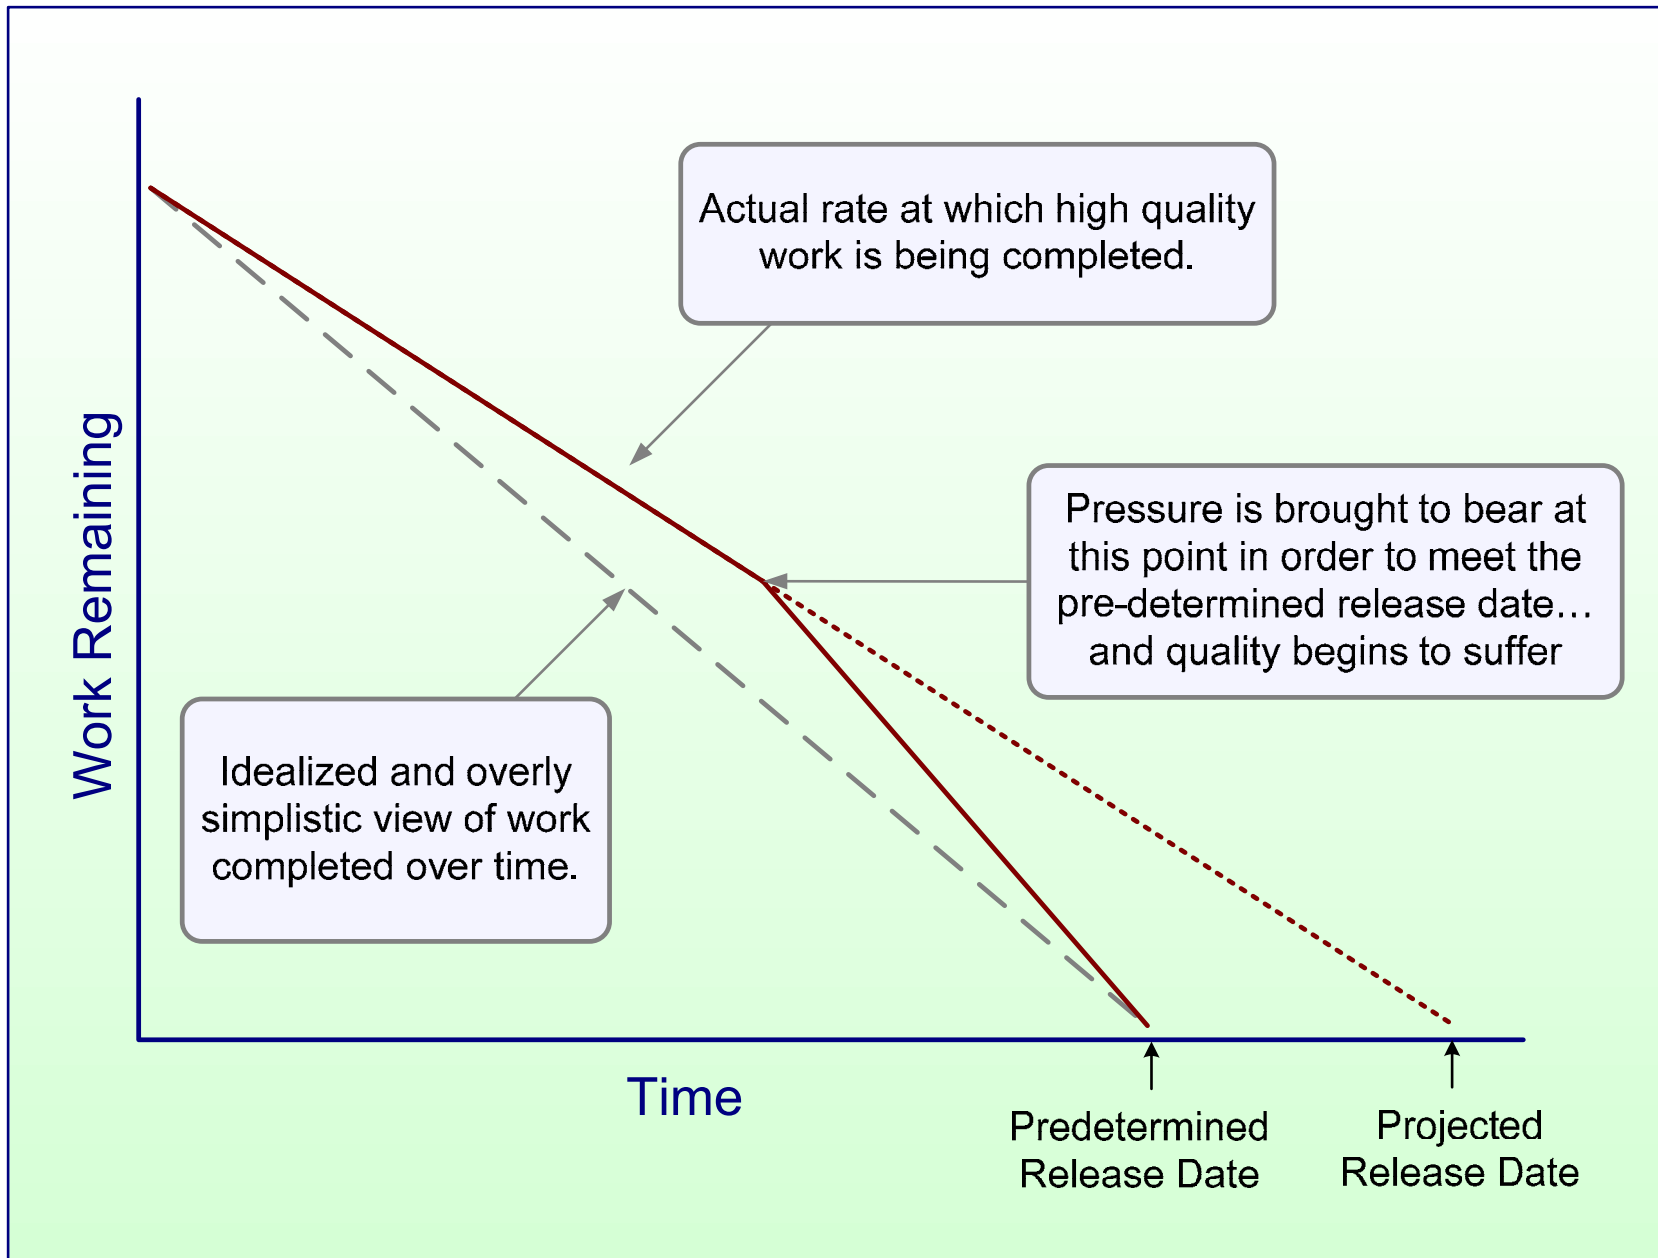 Actual rate at which high quality
work is being completed.
Pressure is brought to bear at
this point in order to meet the
pre-determined release date…
and quality begins to suffer
Work Remaining
Idealized and overly
simplistic view of work
completed over time.
Time
Predetermined
Release Date
Projected
Release Date